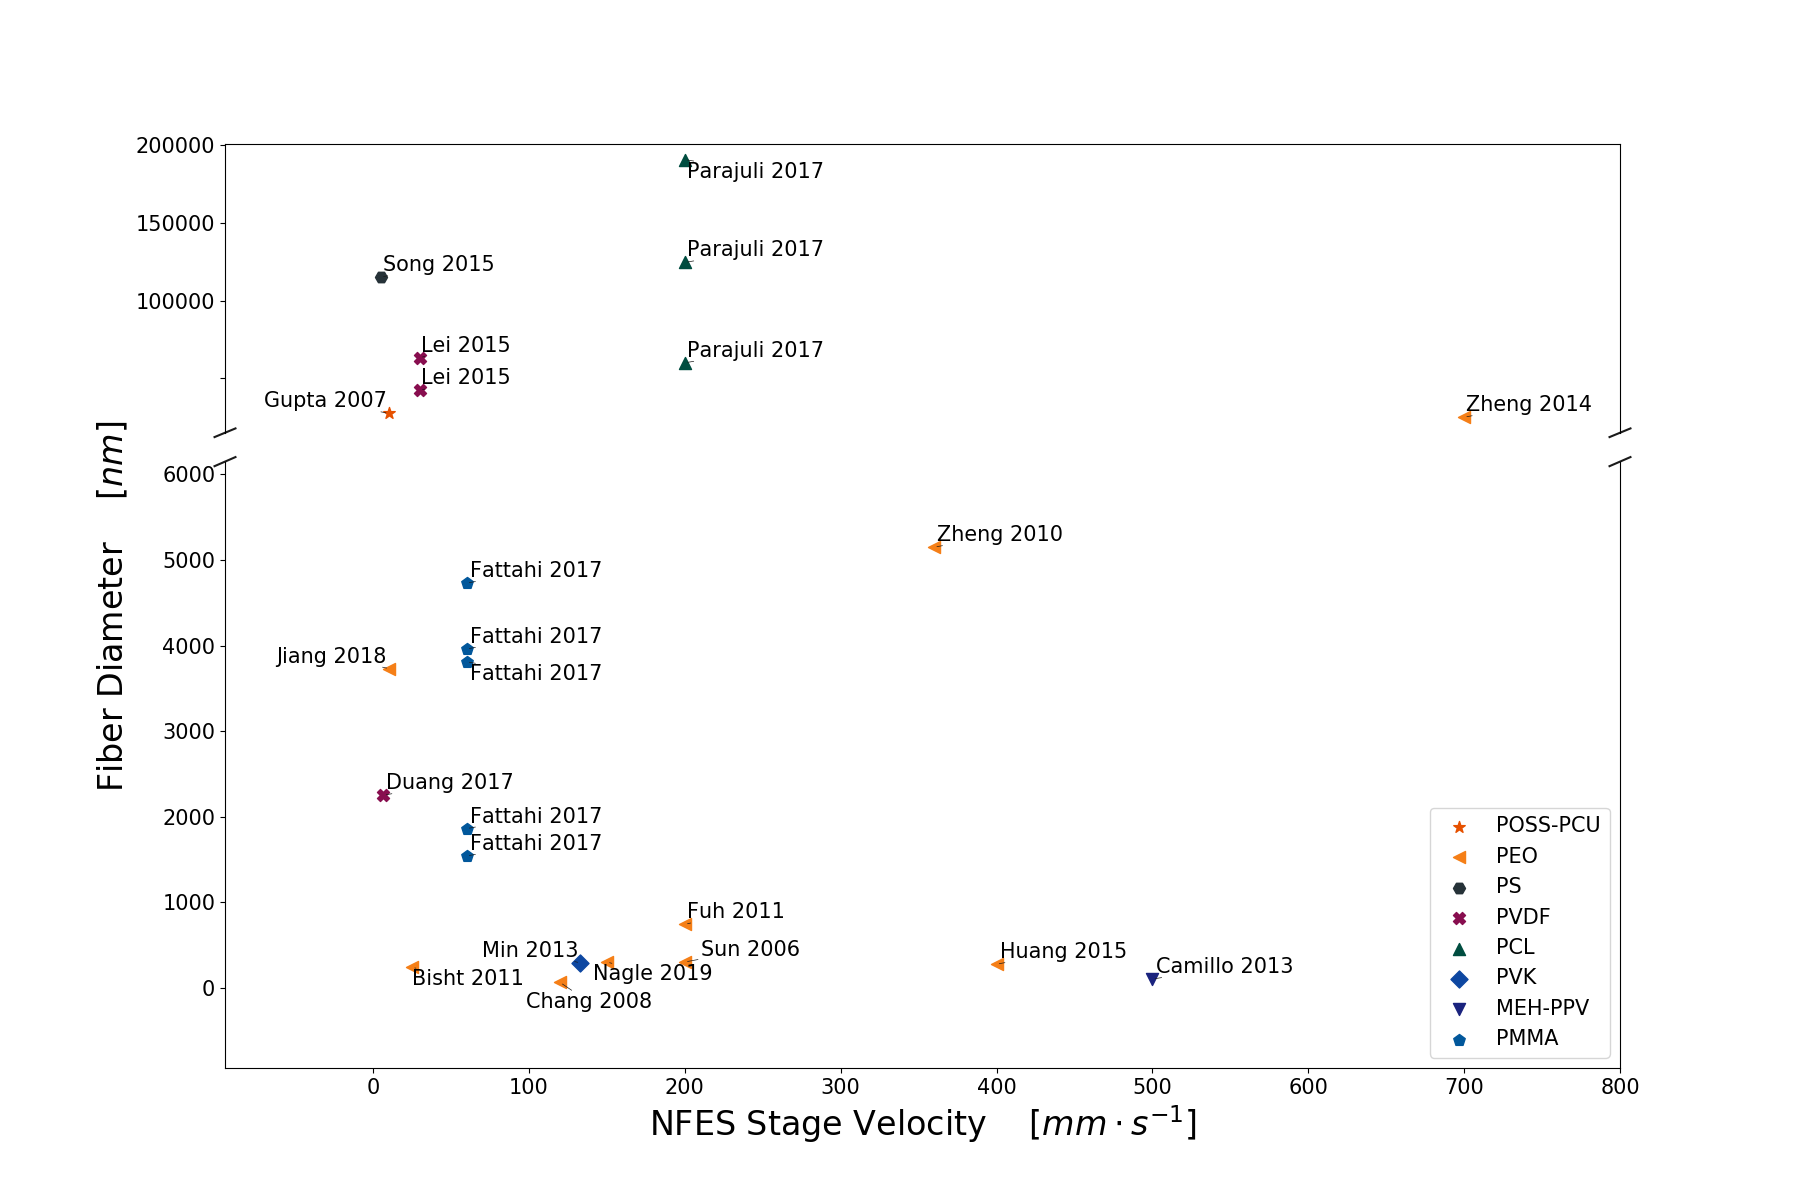 200000
Parajuli 2017
150000
Parajuli 2017
Song 2015
100000
Lei 2015
Parajuli 2017
Lei 2015
Gupta 2007
Zheng 2014
Fiber Diameter [nm]
6000
Zheng 2010
5000
Fattahi 2017
Fattahi 2017
4000
Jiang 2018
Fattahi 2017
3000
Duang 2017
2000
Fattahi 2017
Fattahi 2017
1000
Fuh 2011
Min 2013
Sun 2006
Huang 2015
Camillo 2013
Bisht 2011
Nagle 2019
0
Chang 2008
POSS-PCU
PEO
PS
PVDF
PCL
PVK
MEH-PPV
PMMA
0 100 200 300 400 500 600 700 800
NFES Stage Velocity [mm · s⁻¹]